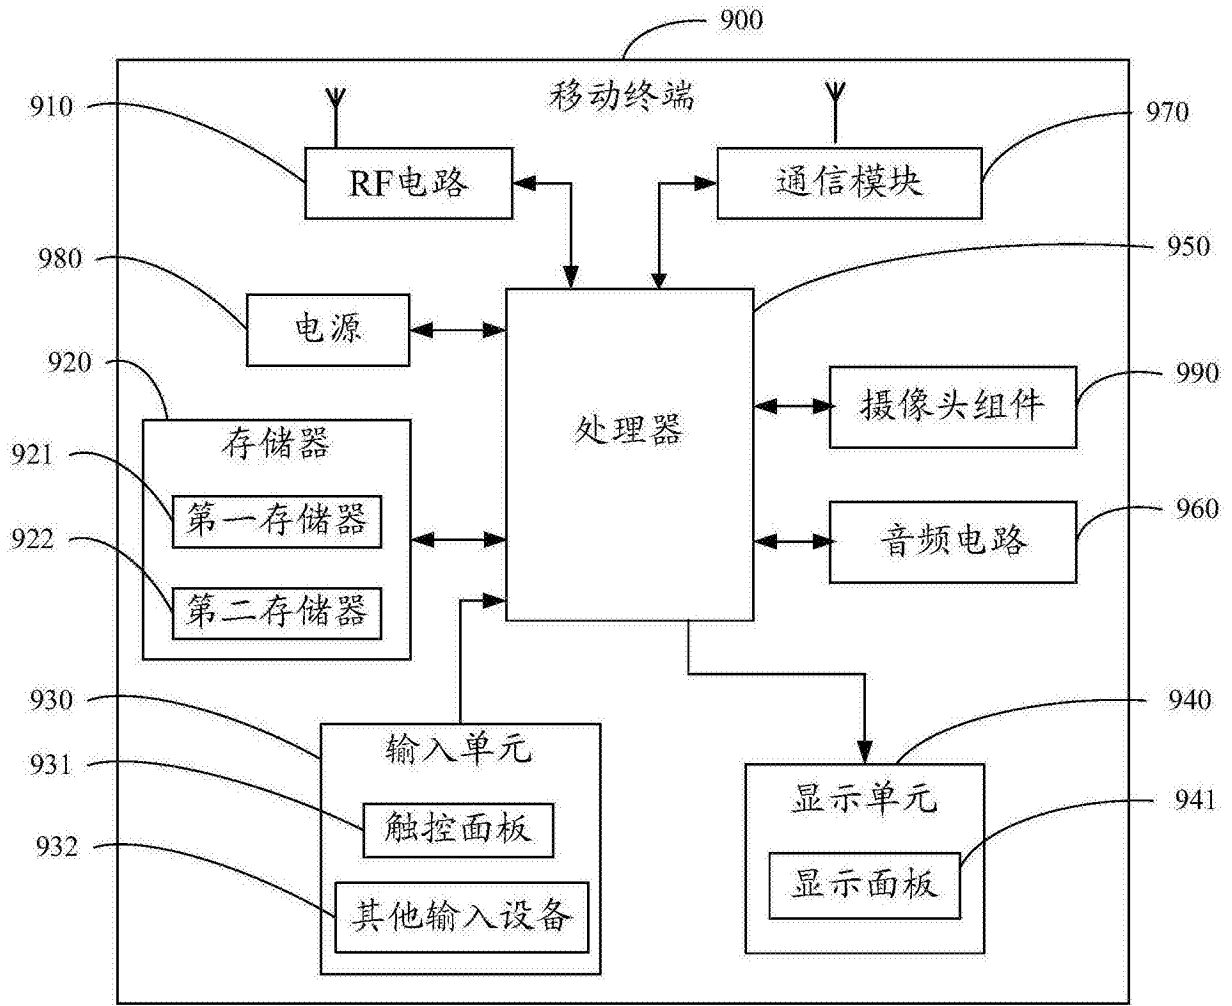 900
移动终端
910
970
RF电路
通信模块
980
950
电源
920
990
处理器
摄像头组件
存储器
921
第一存储器
960
922
音频电路
第二存储器
930
940
输入单元
931
显示单元
941
触控面板
932
显示面板
其他输入设备